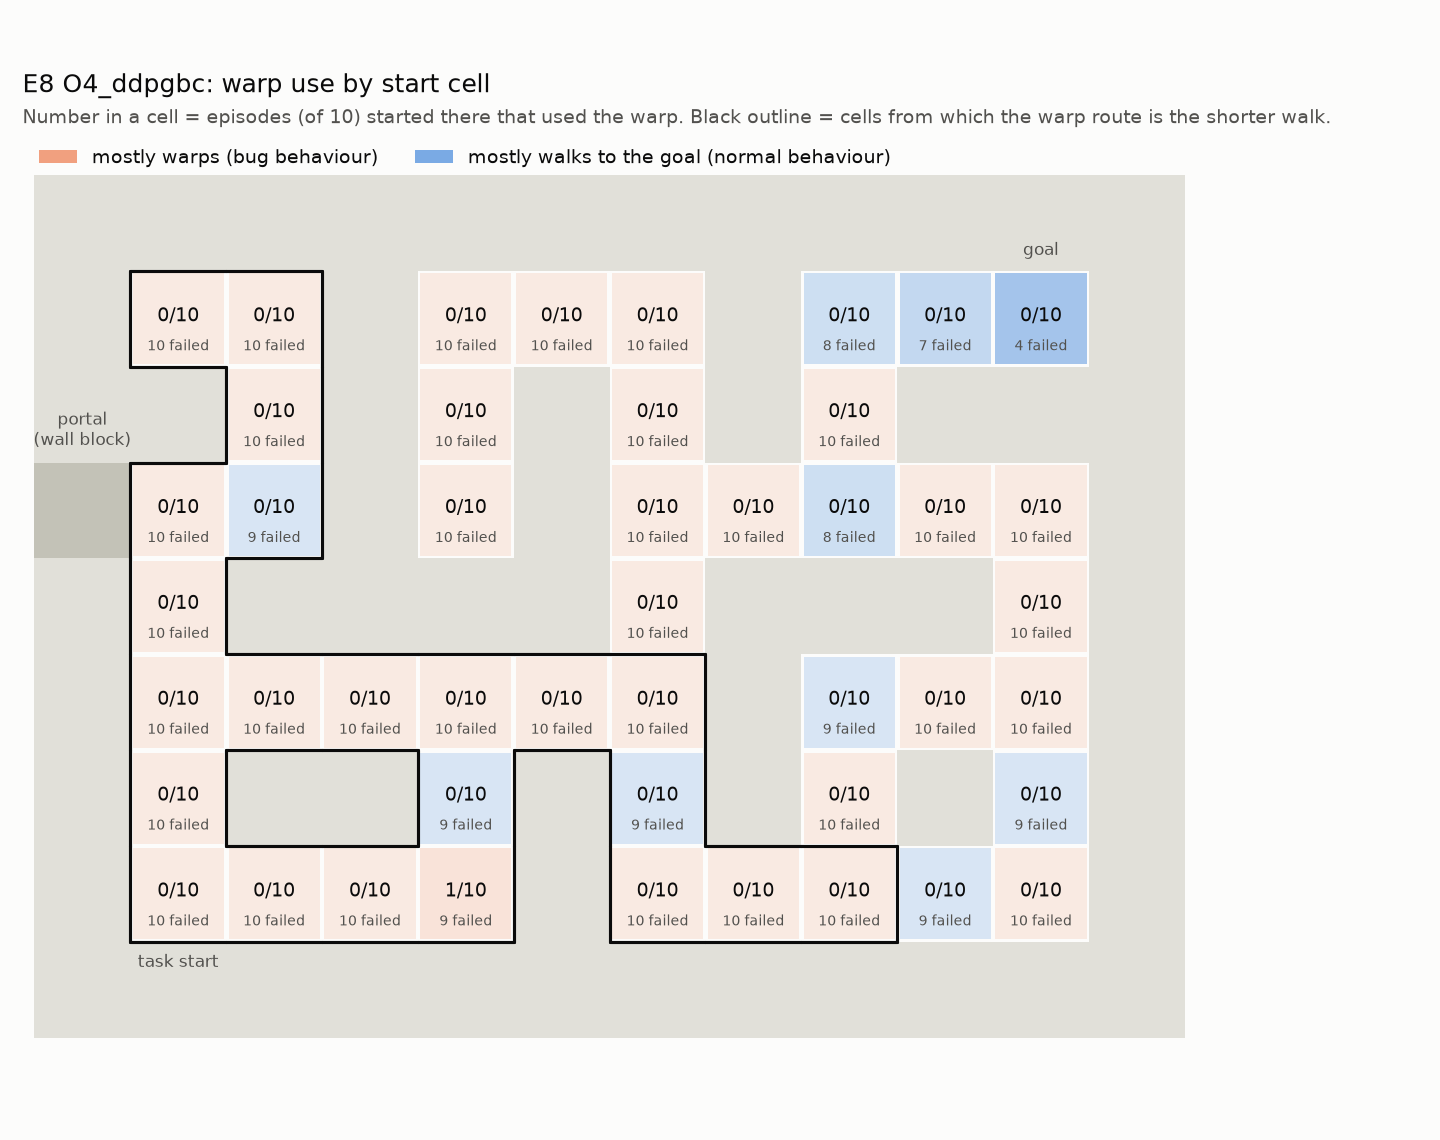 E8 O4_ddpgbc: warp use by start cell
Number in a cell = episodes (of 10) started there that used the warp. Black outline = cells from which the warp route is the shorter walk.
mostly warps (bug behaviour) mostly walks to the goal (normal behaviour)
goal
0/10 0/10 0/10 0/10 0/10 0/10 0/10 0/10
10 failed 10 failed 10 failed 10 failed 10 failed 8 failed 7 failed 4 failed
0/10 0/10 0/10 0/10
10 failed 10 failed 10 failed 10 failed
portal
(wall block)
0/10 0/10 0/10 0/10 0/10 0/10 0/10 0/10
10 failed 9 failed 10 failed 10 failed 10 failed 8 failed 10 failed 10 failed
0/10 0/10 0/10
10 failed 10 failed 10 failed
0/10 0/10 0/10 0/10 0/10 0/10 0/10 0/10 0/10
10 failed 10 failed 10 failed 10 failed 10 failed 10 failed 9 failed 10 failed 10 failed
0/10 0/10 0/10 0/10 0/10
10 failed 9 failed 9 failed 10 failed 9 failed
0/10 0/10 0/10 1/10 0/10 0/10 0/10 0/10 0/10
10 failed 10 failed 10 failed 9 failed 10 failed 10 failed 10 failed 9 failed 10 failed
task start